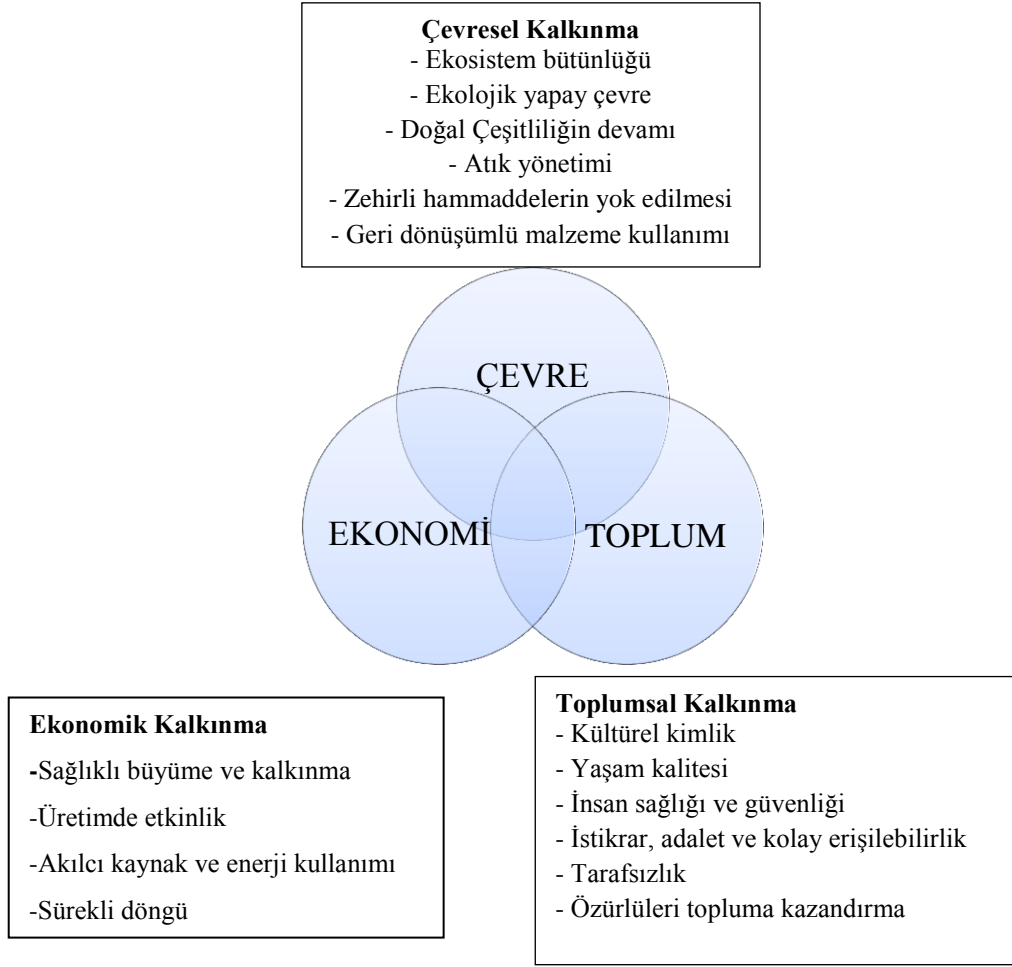 Çevresel Kalkınma
- Ekosistem bütünlüğü
- Ekolojik yapay çevre
- Doğal Çeşitliliğin devamı
- Atık yönetimi
- Zehirli hammaddelerin yok edilmesi
- Geri dönüşümlü malzeme kullanımı
ÇEVRE
EKONOMİ
TOPLUM
Ekonomik Kalkınma
-Sağlıklı büyüme ve kalkınma
-Üretimde etkinlik
-Akılcı kaynak ve enerji kullanımı
-Sürekli döngü
Toplumsal Kalkınma
- Kültürel kimlik
- Yaşam kalitesi
- İnsan sağlığı ve güvenliği
- İstikrar, adalet ve kolay erişilebilirlik
- Tarafsızlık
- Özürlüleri topluma kazandırma